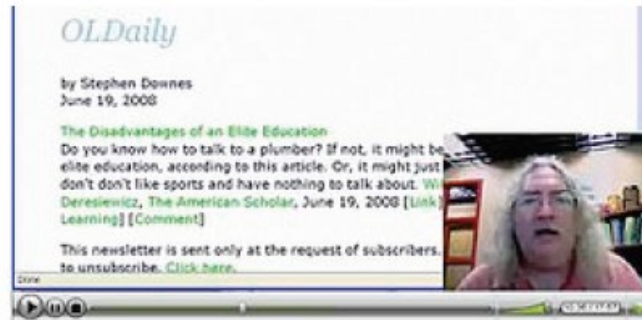 OLDaily
by Stephen Downes
June 19, 2008
The Disadvantages of an Elite Education
Do you know how to talk to a plumber? If not, it might be
elite education, according to this article. Or, it might just
don't don't like sports and have nothing to talk about.
Deresiewicz, The American Scholar, June 19, 2008 [Link]
Learning] [Comment]
This newsletter is sent only at the request of subscribers.
to unsubscribe, Click here.
Done